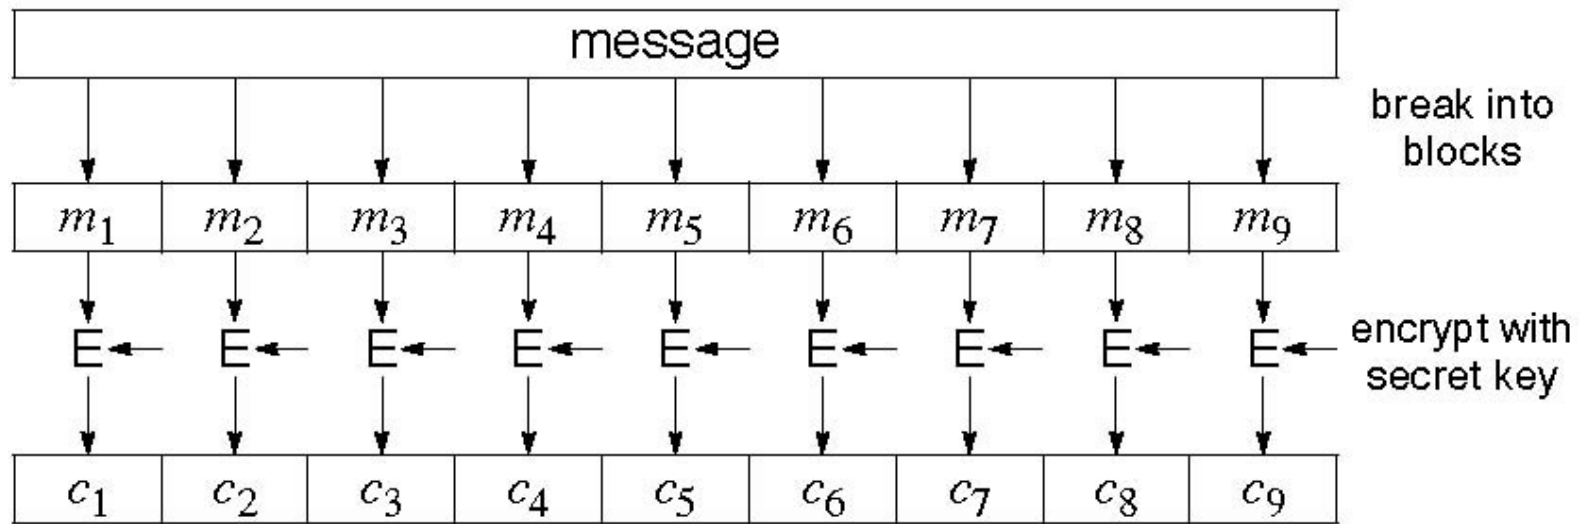 message
break into
blocks
m₁ m₂ m₃ m₄ m₅ m₆ m₇ m₈ m₉
E E E E E E E E E encrypt with
secret key
c₁ c₂ c₃ c₄ c₅ c₆ c₇ c₈ c₉